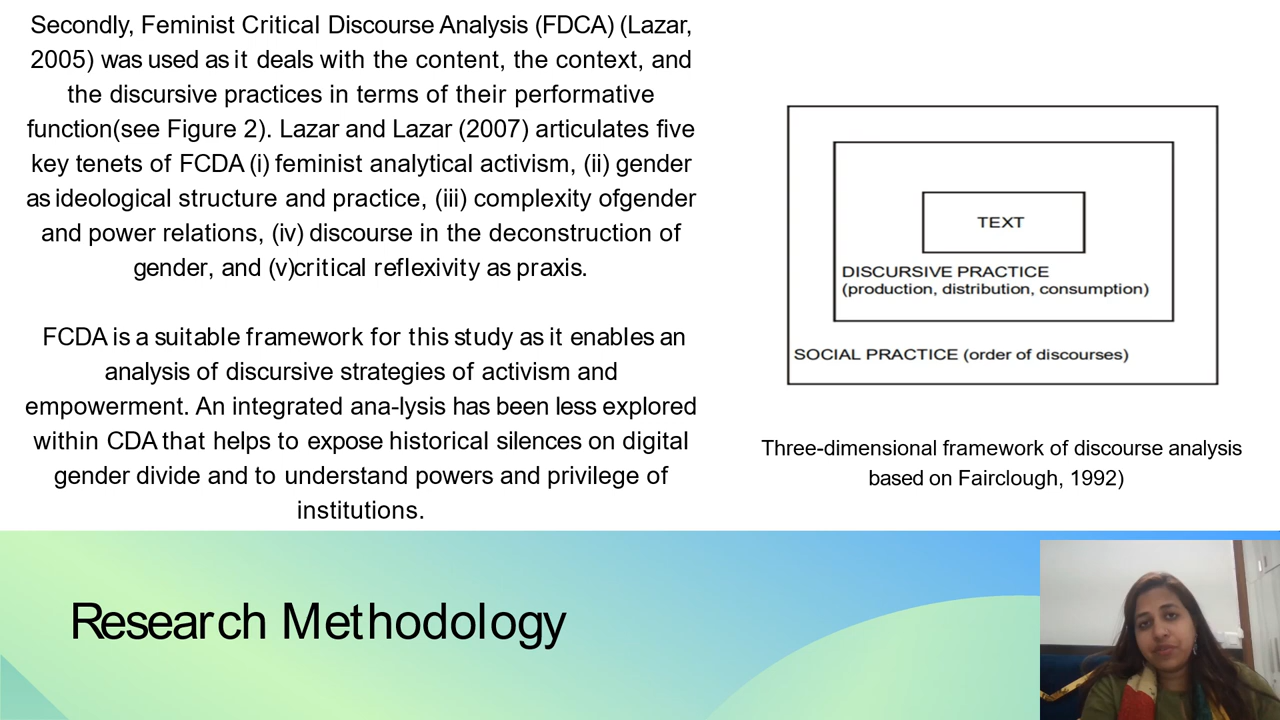 Secondly, Feminist Critical Discourse Analysis (FDCA) (Lazar,
2005) was used as it deals with the content, the context, and
the discursive practices in terms of their performative
function(see Figure 2). Lazar and Lazar (2007) articulates five
key tenets of FCDA (i) feminist analytical activism, (ii) gender
as ideological structure and practice, (iii) complexity ofgender
and power relations, (iv) discourse in the deconstruction of
gender, and (v)critical reflexivity as praxis.
FCDA is a suitable framework for this study as it enables an
analysis of discursive strategies of activism and
empowerment. An integrated ana-lysis has been less explored
within CDA that helps to expose historical silences on digital
gender divide and to understand powers and privilege of
institutions.
TEXT
DISCURSIVE PRACTICE
(production, distribution, consumption)
SOCIAL PRACTICE (order of discourses)
Three-dimensional framework of discourse analysis
based on Fairclough, 1992)
Research Methodology